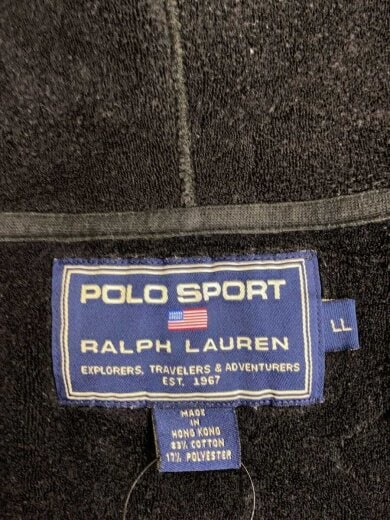 POLO SPORT
RALPH LAUREN
EXPLORERS, TRAVELERS & ADVENTURERS
EST. 1967
LL
MADE
IN
HONG KONG
83% COTTON
17% POLYESTER